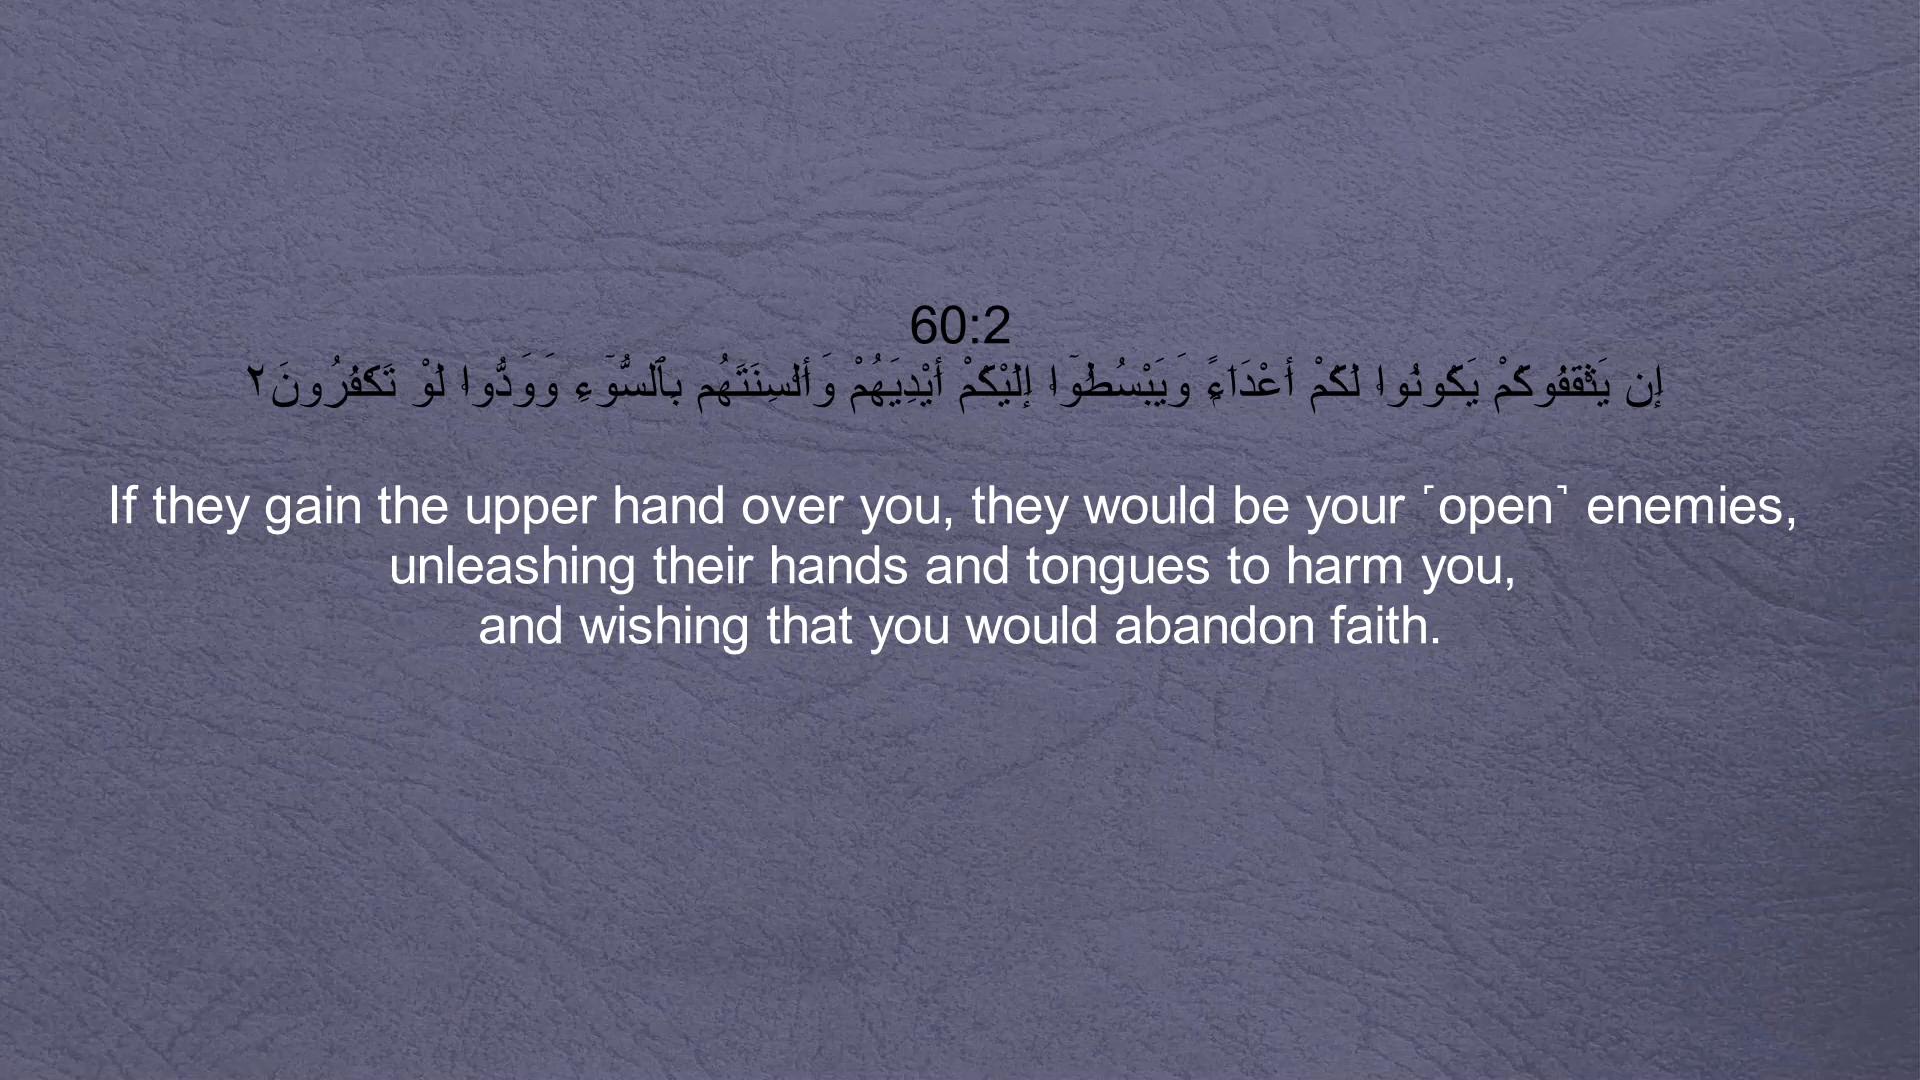 60:2
إِن يَثْقَفُوكُمْ يَكُونُوا۟ لَكُمْ أَعْدَآءًۭ وَيَبْسُطُوٓا۟ إِلَيْكُمْ أَيْدِيَهُمْ وَأَلْسِنَتَهُم بِٱلسُّوٓءِ وَوَدُّوا۟ لَوْ تَكْفُرُونَ ٢
If they gain the upper hand over you, they would be your ˹open˺ enemies,
unleashing their hands and tongues to harm you,
and wishing that you would abandon faith.